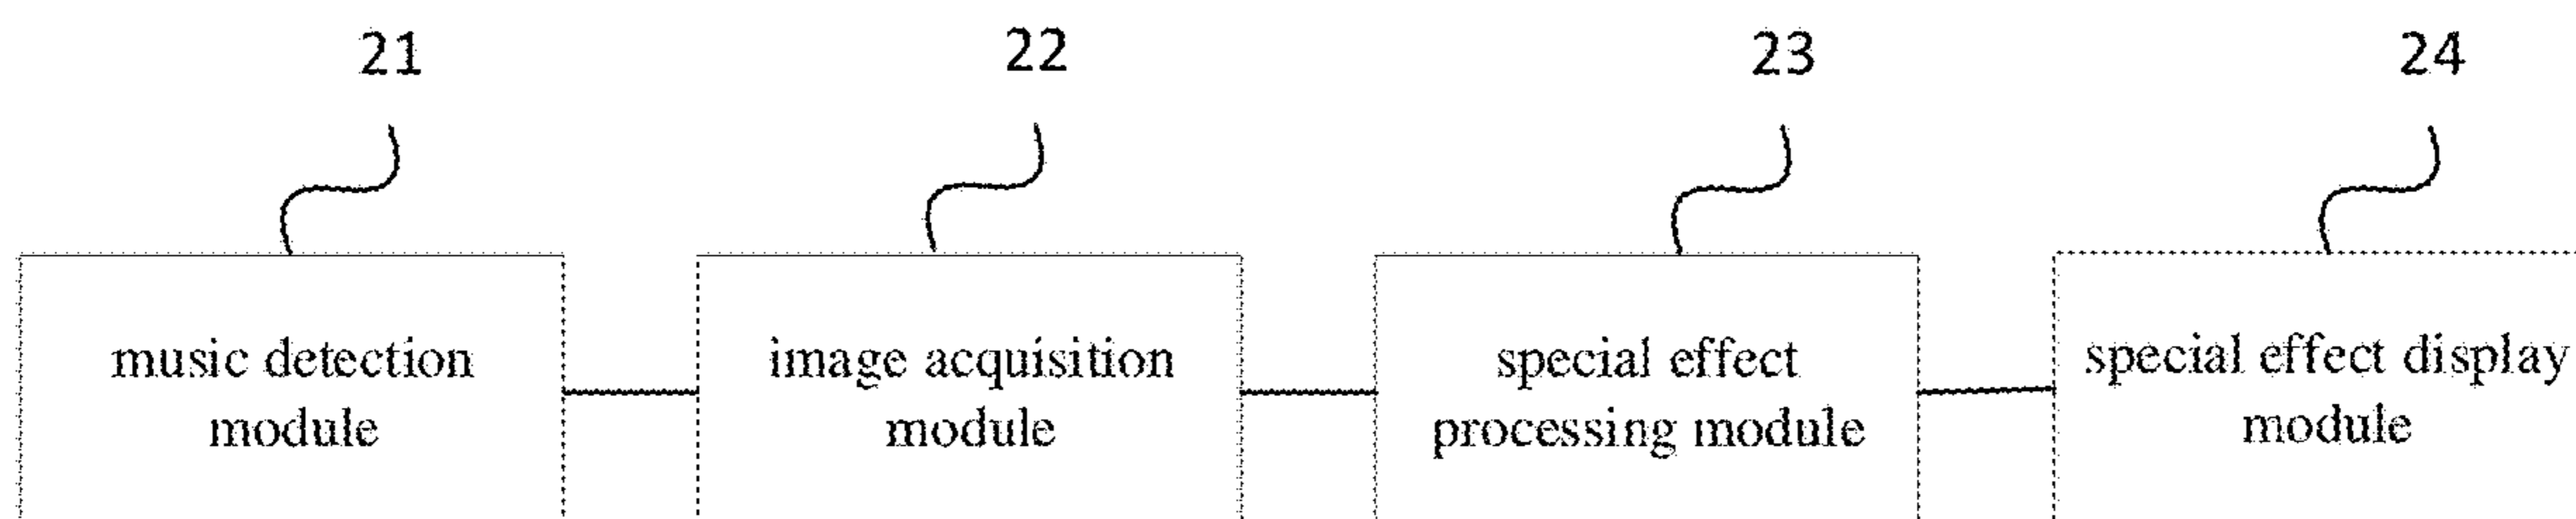 21
22
23
24
music detection
module
image acquisition
module
special effect
processing module
special effect display
module